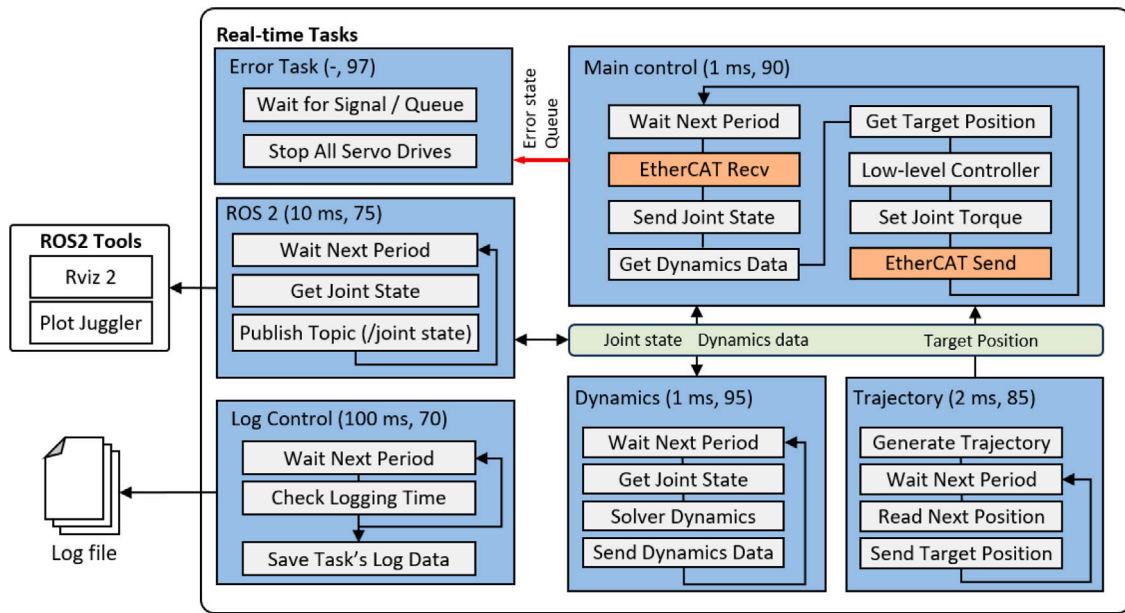 Real-time Tasks
Error Task (-, 97)
Wait for Signal / Queue
Stop All Servo Drives
Error state
Queue
Main control (1 ms, 90)
Wait Next Period
EtherCAT Recv
Send Joint State
Get Dynamics Data
Get Target Position
Low-level Controller
Set Joint Torque
EtherCAT Send
ROS2 Tools
Rviz 2
Plot Juggler
ROS 2 (10 ms, 75)
Wait Next Period
Get Joint State
Publish Topic (/joint state)
Joint state Dynamics data Target Position
Log file
Log Control (100 ms, 70)
Wait Next Period
Check Logging Time
Save Task's Log Data
Dynamics (1 ms, 95)
Wait Next Period
Get Joint State
Solver Dynamics
Send Dynamics Data
Trajectory (2 ms, 85)
Generate Trajectory
Wait Next Period
Read Next Position
Send Target Position